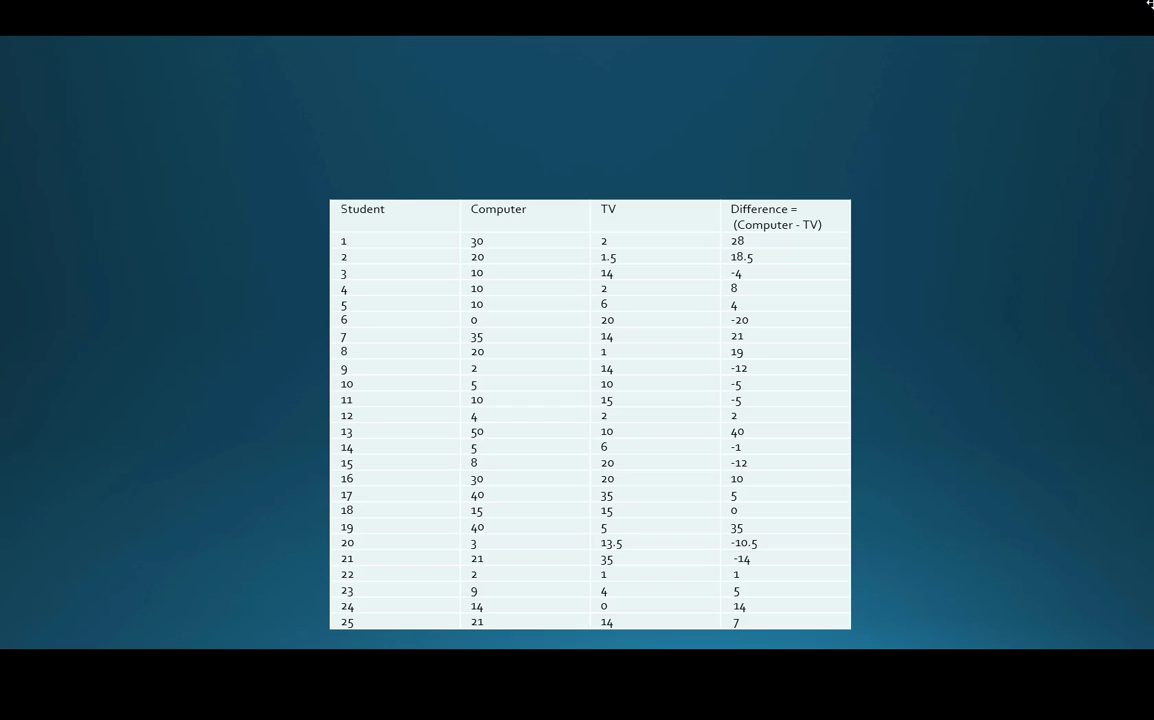 Student Computer TV Difference =
(Computer - TV)
1 30 2 28
2 20 1.5 18.5
3 10 14 -4
4 10 2 8
5 10 6 4
6 0 20 -20
7 35 14 21
8 20 1 19
9 2 14 -12
10 5 10 -5
11 10 15 -5
12 4 2 2
13 50 10 40
14 5 6 -1
15 8 20 -12
16 30 20 10
17 40 35 5
18 15 15 0
19 40 5 35
20 3 13.5 -10.5
21 21 35 -14
22 2 1 1
23 9 4 5
24 14 0 14
25 21 14 7